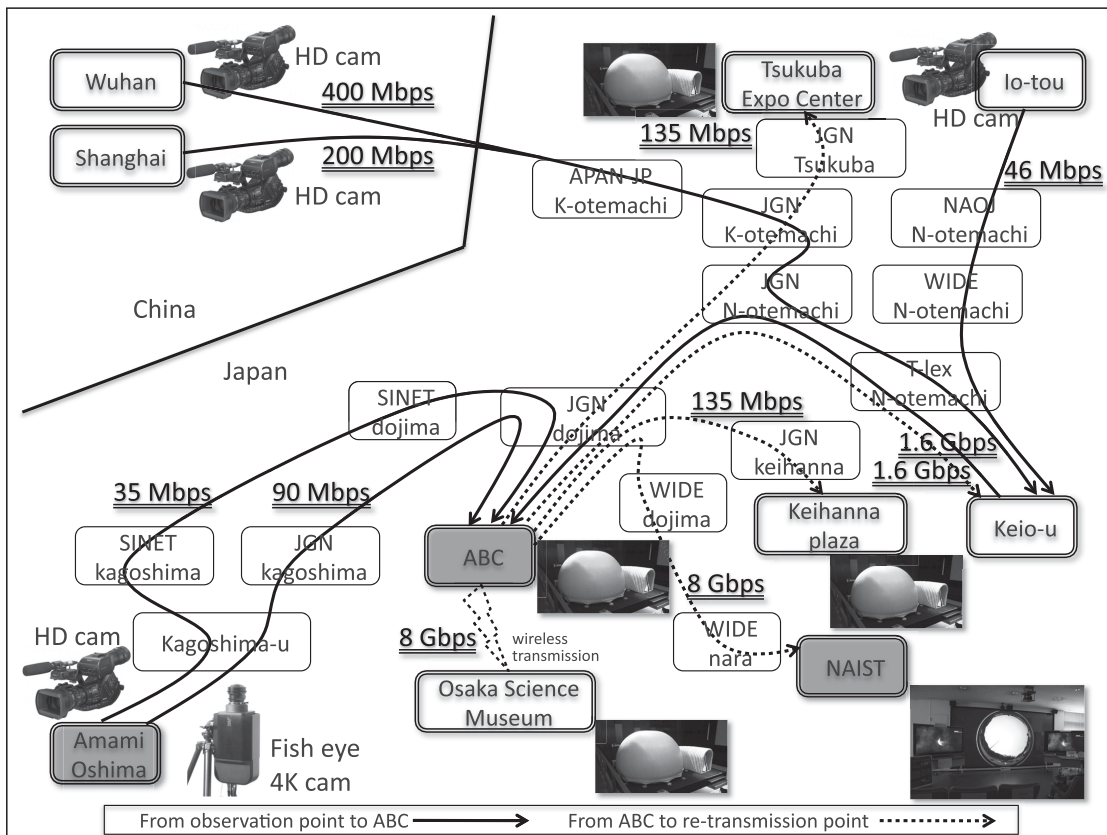 Wuhan
HD cam
400 Mbps
Shanghai
200 Mbps
HD cam
Tsukuba
Expo Center
Io-tou
HD cam
135 Mbps
JGN
Tsukuba
46 Mbps
APAN JP
K-otemachi
JGN
K-otemachi
NAOJ
N-otemachi
JGN
N-otemachi
WIDE
N-otemachi
China
Japan
T-lex
N-otemachi
SINET
dojima
JGN
dojima
135 Mbps
JGN
keihanna
1.6 Gbps
1.6 Gbps
35 Mbps
90 Mbps
WIDE
dojima
SINET
kagoshima
JGN
kagoshima
ABC
Keihanna
plaza
Keio-u
8 Gbps
HD cam
Kagoshima-u
8 Gbps
wireless
transmission
WIDE
nara
NAIST
Osaka Science
Museum
Amami
Oshima
Fish eye
4K cam
From observation point to ABC
From ABC to re-transmission point